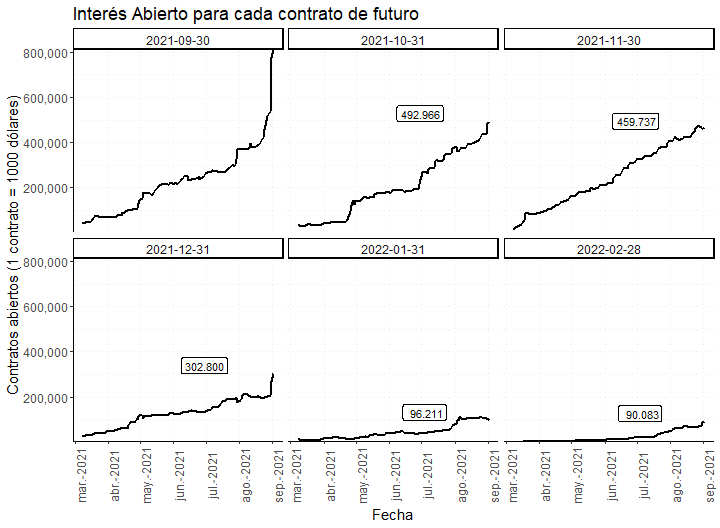 Interés Abierto para cada contrato de futuro
Contratos abiertos (1 contrato = 1000 dólares)
2021-09-30
2021-10-31
2021-11-30
800,000
600,000
400,000
200,000
492.966
459.737
2021-12-31
2022-01-31
2022-02-28
800,000
600,000
400,000
200,000
302.800
96.211
90.083
mar.-2021
abr.-2021
may.-2021
jun.-2021
jul.-2021
ago.-2021
sep.-2021
mar.-2021
abr.-2021
may.-2021
jun.-2021
jul.-2021
ago.-2021
sep.-2021
mar.-2021
abr.-2021
may.-2021
jun.-2021
jul.-2021
ago.-2021
sep.-2021
Fecha